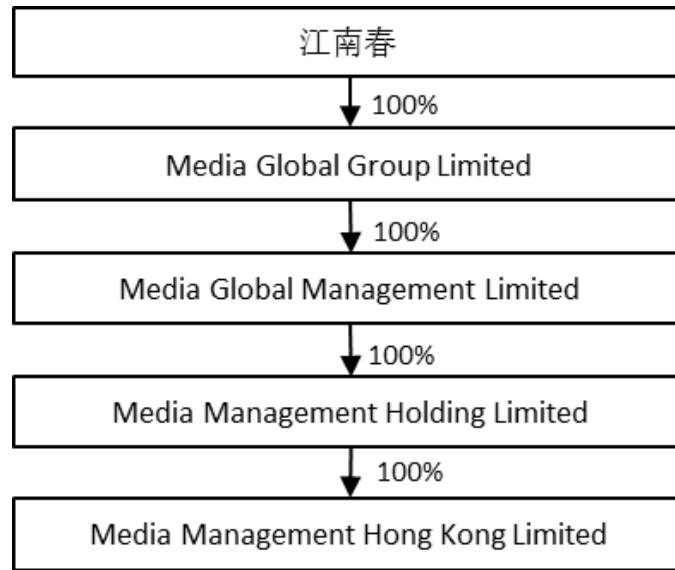 江南春
100%
Media Global Group Limited
100%
Media Global Management Limited
100%
Media Management Holding Limited
100%
Media Management Hong Kong Limited